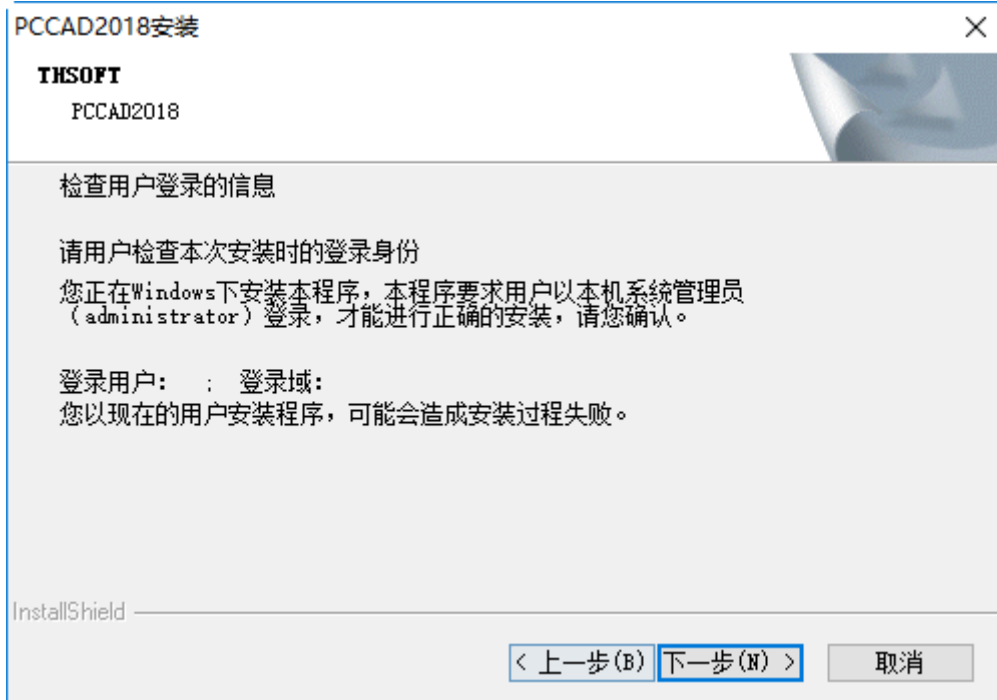 PCCAD2018安装
THSOFT
PCCAD2018
检查用户登录的信息
请用户检查本次安装时的登录身份
您正在Windows下安装本程序，本程序要求用户以本机系统管理员
（administrator）登录，才能进行正确的安装，请您确认。
登录用户： ； 登录域：
您以现在的用户安装程序，可能会造成安装过程失败。
InstallShield
< 上一步(B) 下一步(N) > 取消